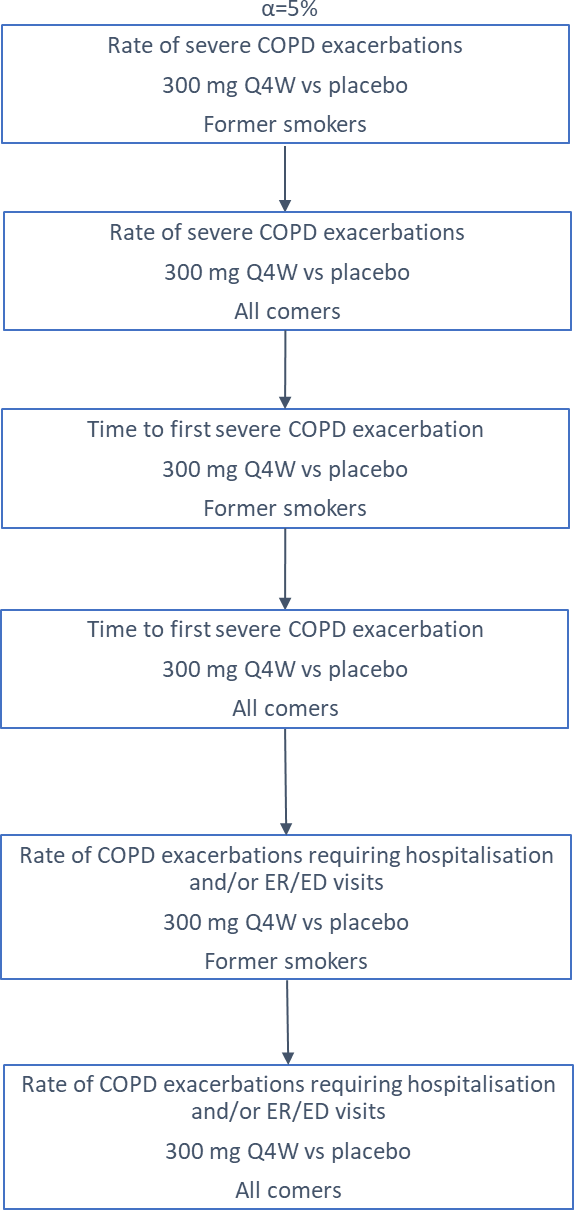 α=5%
Rate of severe COPD exacerbations
300 mg Q4W vs placebo
Former smokers
Rate of severe COPD exacerbations
300 mg Q4W vs placebo
All comers
Time to first severe COPD exacerbation
300 mg Q4W vs placebo
Former smokers
Time to first severe COPD exacerbation
300 mg Q4W vs placebo
All comers
Rate of COPD exacerbations requiring hospitalisation
and/or ER/ED visits
300 mg Q4W vs placebo
Former smokers
Rate of COPD exacerbations requiring hospitalisation
and/or ER/ED visits
300 mg Q4W vs placebo
All comers